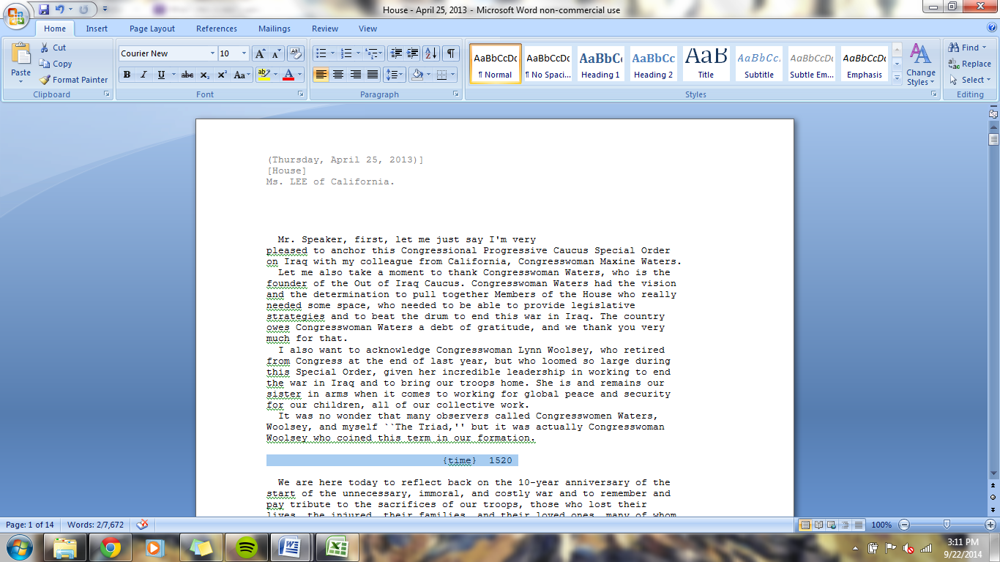 House - April 25, 2013 - Microsoft Word non-commercial use
Home Insert Page Layout References Mailings Review View
Paste
Cut
Copy
Format Painter
Clipboard
Courier New 10
B I U abc x₂ x² Aa
Font
Paragraph
AaBbCcDc AaBbCcDc AaBbC AaBbCc AaB AaBbCc. AaBbCcDc AaBbCcDc
¶ Normal ¶ No Spaci... Heading 1 Heading 2 Title Subtitle Subtle Em... Emphasis
Change Styles
Styles
Find
Replace
Select
Editing
(Thursday, April 25, 2013)]
[House]
Ms. LEE of California.
Mr. Speaker, first, let me just say I'm very
pleased to anchor this Congressional Progressive Caucus Special Order
on Iraq with my colleague from California, Congresswoman Maxine Waters.
Let me also take a moment to thank Congresswoman Waters, who is the
founder of the Out of Iraq Caucus. Congresswoman Waters had the vision
and the determination to pull together Members of the House who really
needed some space, who needed to be able to provide legislative
strategies and to beat the drum to end this war in Iraq. The country
owes Congresswoman Waters a debt of gratitude, and we thank you very
much for that.
I also want to acknowledge Congresswoman Lynn Woolsey, who retired
from Congress at the end of last year, but who loomed so large during
this Special Order, given her incredible leadership in working to end
the war in Iraq and to bring our troops home. She is and remains our
sister in arms when it comes to working for global peace and security
for our children, all of our collective work.
It was no wonder that many observers called Congresswomen Waters,
Woolsey, and myself ``The Triad,'' but it was actually Congresswoman
Woolsey who coined this term in our formation.
{time} 1520
We are here today to reflect back on the 10-year anniversary of the
start of the unnecessary, immoral, and costly war and to remember and
pay tribute to the sacrifices of our troops, those who lost their
lives, the injured, their families, and their loved ones, many of whom
Page: 1 of 14 Words: 2/7,672 100%
3:11 PM
9/22/2014